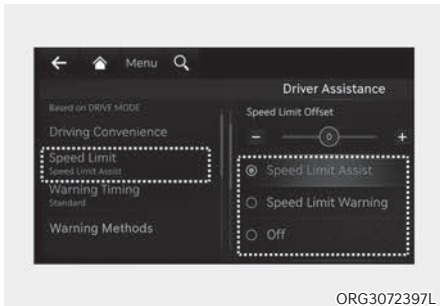 Menu
Driver Assistance
Based on DRIVE MODE
Driving Convenience
Speed Limit
Speed Limit Assist
Warning Timing
Standard
Warning Methods
Speed Limit Offset
- 0 +
Speed Limit Assist
Speed Limit Warning
Off
ORG3072397L